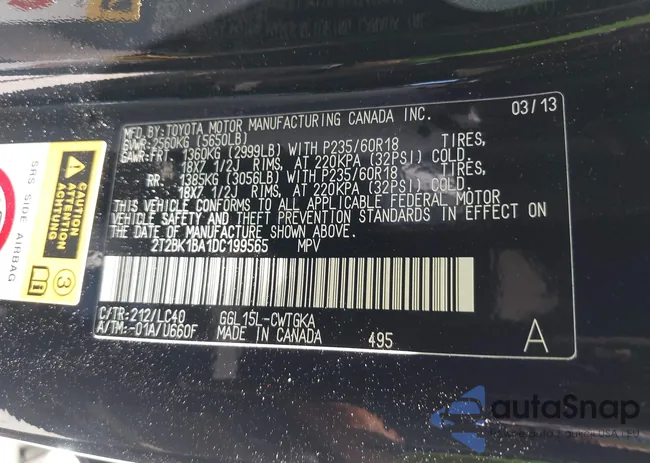 MFD.BY:TOYOTA MOTOR MANUFACTURING CANADA INC. 03/13
GVWR:2560KG (5650LB)
GAWR:FRT. 1360KG (2999LB) WITH P235/60R18 TIRES,
18X7 1/2J RIMS, AT 220KPA (32PSI) COLD.
RR. 1385KG (3056LB) WITH P235/60R18 TIRES,
18X7 1/2J RIMS, AT 220KPA (32PSI) COLD.
THIS VEHICLE CONFORMS TO ALL APPLICABLE FEDERAL MOTOR
VEHICLE SAFETY AND THEFT PREVENTION STANDARDS IN EFFECT ON
THE DATE OF MANUFACTURE SHOWN ABOVE.
2T2BK1BA1DC199565 MPV
C/TR:212/LC40 GGL15L-CWTGKA
A/TM:-01A/U660F MADE IN CANADA 495 A
CAUTION
ATTENTION
ACHTUNG
SRS SIDE AIRBAG
3
autaSnap